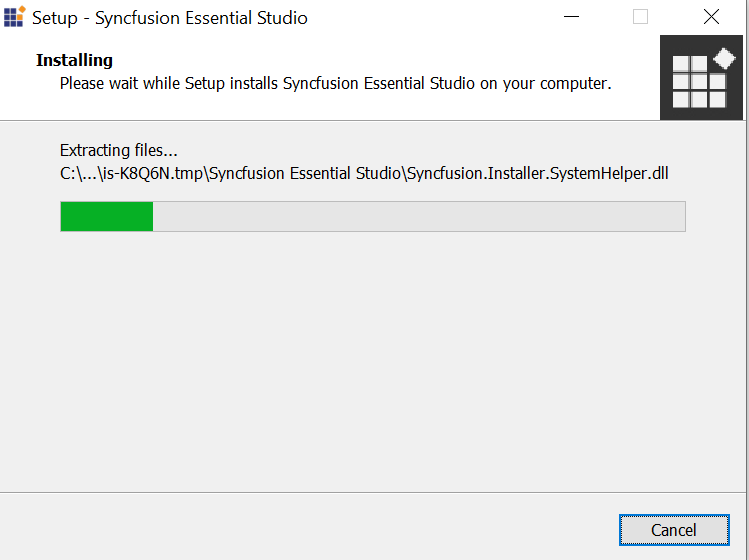 Setup - Syncfusion Essential Studio
Installing
Please wait while Setup installs Syncfusion Essential Studio on your computer.
Extracting files...
C:\...\is-K8Q6N.tmp\Syncfusion Essential Studio\Syncfusion.Installer.SystemHelper.dll
Cancel